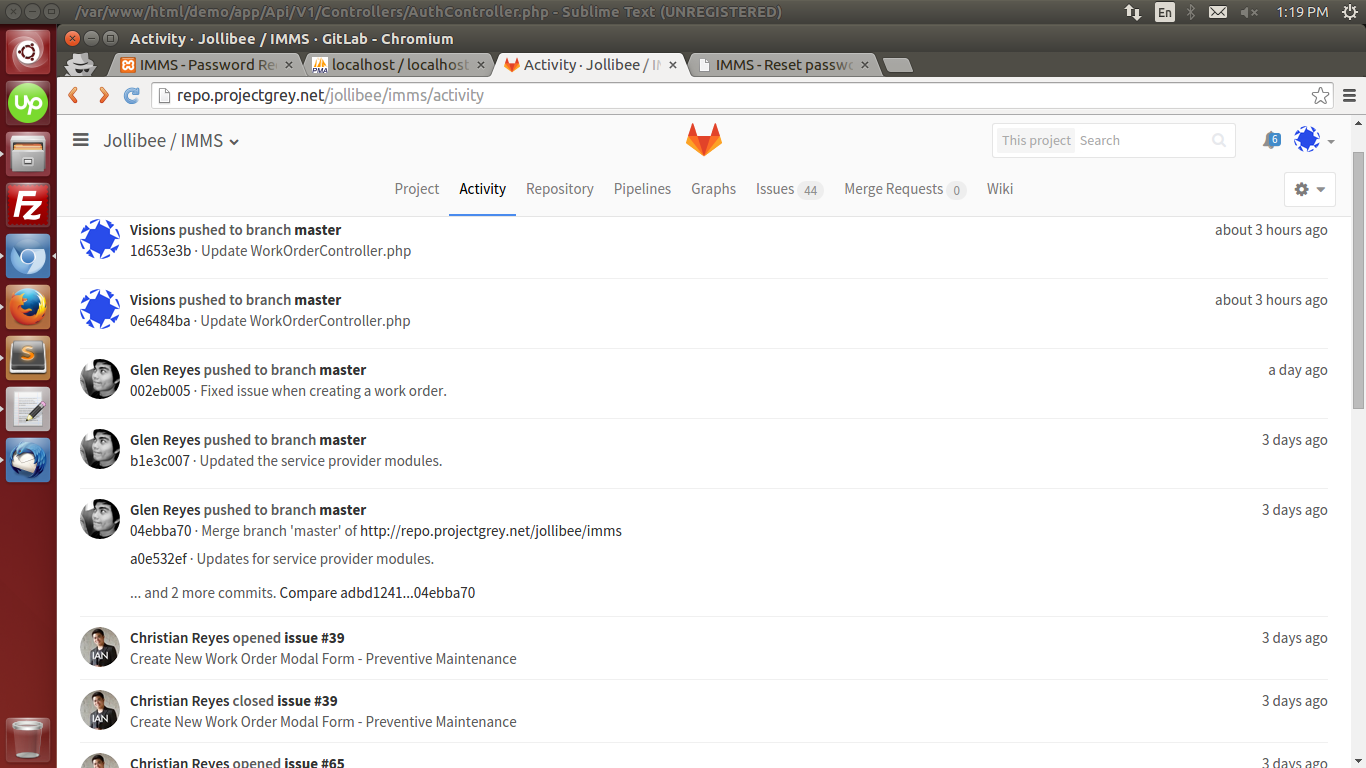 /var/www/html/demo/app/Api/V1/Controllers/AuthController.php - Sublime Text (UNREGISTERED)
En
1:19 PM
Activity · Jollibee / IMMS · GitLab - Chromium
IMMS - Password Re
localhost / localhost
Activity · Jollibee / IM
IMMS - Reset passwo
repo.projectgrey.net/jollibee/imms/activity
Jollibee / IMMS
This project Search
6
Project Activity Repository Pipelines Graphs Issues 44 Merge Requests 0 Wiki
Visions pushed to branch master about 3 hours ago
1d653e3b · Update WorkOrderController.php
Visions pushed to branch master about 3 hours ago
0e6484ba · Update WorkOrderController.php
Glen Reyes pushed to branch master a day ago
002eb005 · Fixed issue when creating a work order.
Glen Reyes pushed to branch master 3 days ago
b1e3c007 · Updated the service provider modules.
Glen Reyes pushed to branch master 3 days ago
04ebba70 · Merge branch 'master' of http://repo.projectgrey.net/jollibee/imms
a0e532ef · Updates for service provider modules.
... and 2 more commits. Compare adbd1241...04ebba70
Christian Reyes opened issue #39 3 days ago
Create New Work Order Modal Form - Preventive Maintenance
IAN
Christian Reyes closed issue #39 3 days ago
Create New Work Order Modal Form - Preventive Maintenance
IAN
Christian Reyes opened issue #65 3 days ago
Up
Fz
S
PMA